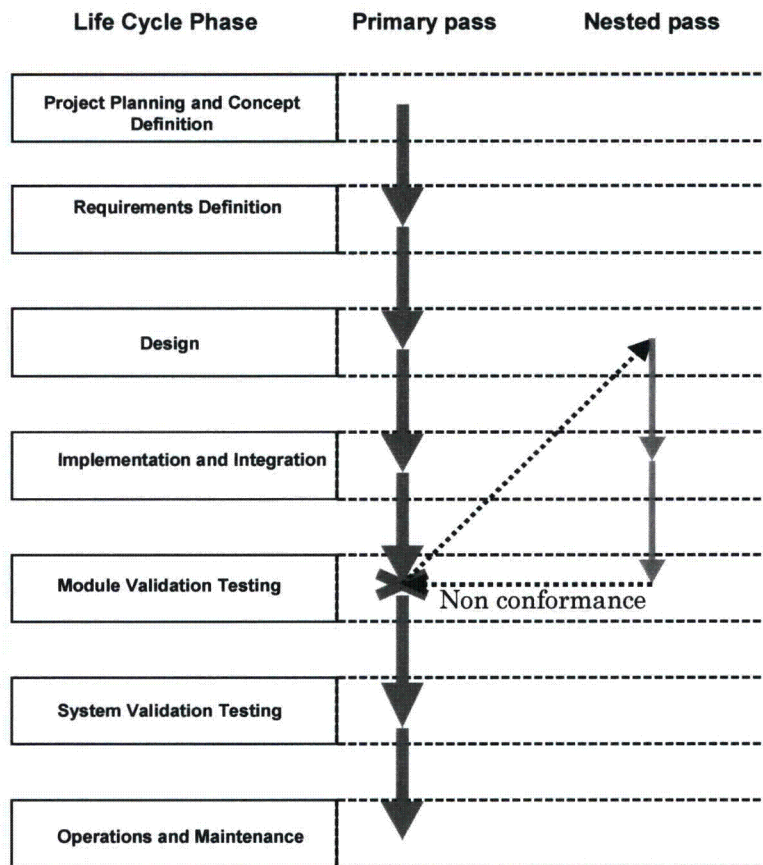 Life Cycle Phase Primary pass Nested pass
Project Planning and Concept
Definition
Requirements Definition
Design
Implementation and Integration
Module Validation Testing
Non conformance
System Validation Testing
Operations and Maintenance